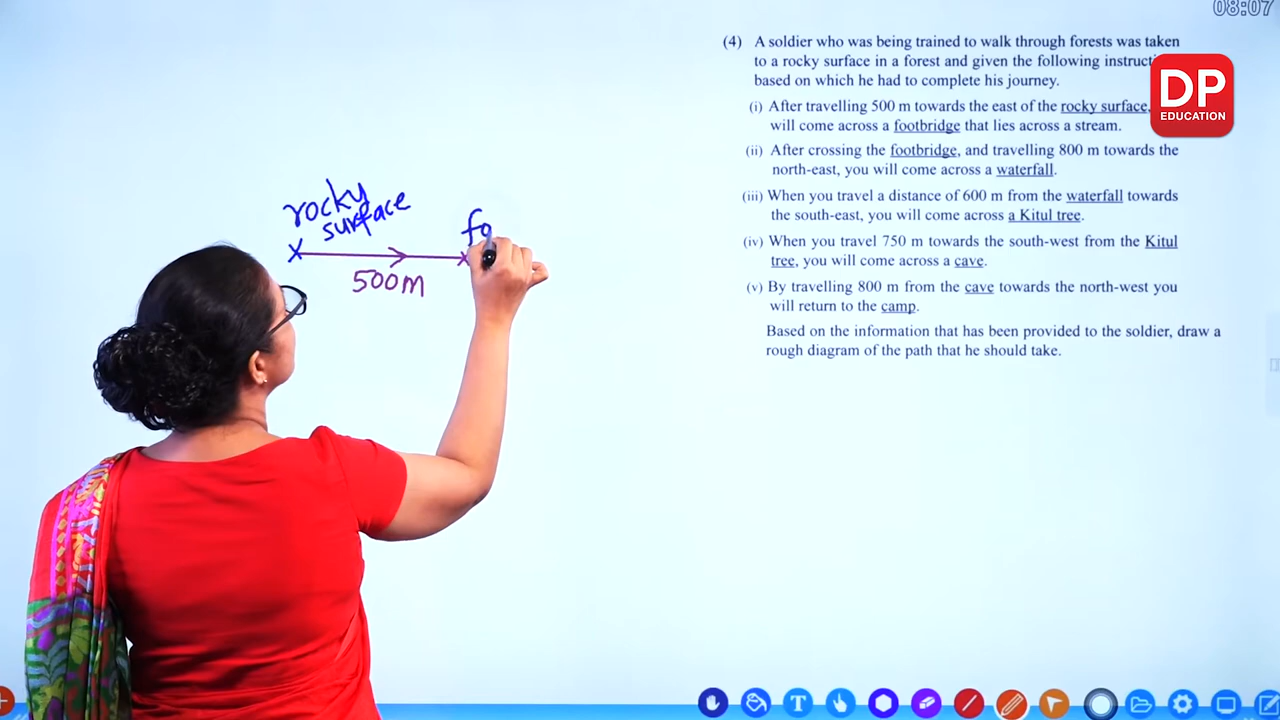 08:07
(4) A soldier who was being trained to walk through forests was taken
to a rocky surface in a forest and given the following
based on which he had to complete his journey.
(i) After travelling 500 m towards the east of the rocky surface,
will come across a footbridge that lies across a stream.
(ii) After crossing the footbridge, and travelling 800 m towards the
north-east, you will come across a waterfall.
(iii) When you travel a distance of 600 m from the waterfall towards
the south-east, you will come across a Kitul tree.
(iv) When you travel 750 m towards the south-west from the Kitul
tree, you will come across a cave.
(v) By travelling 800 m from the cave towards the north-west you
will return to the camp.
Based on the information that has been provided to the soldier, draw a
rough diagram of the path that he should take.
DP
EDUCATION
rocky
surface
fo
500m